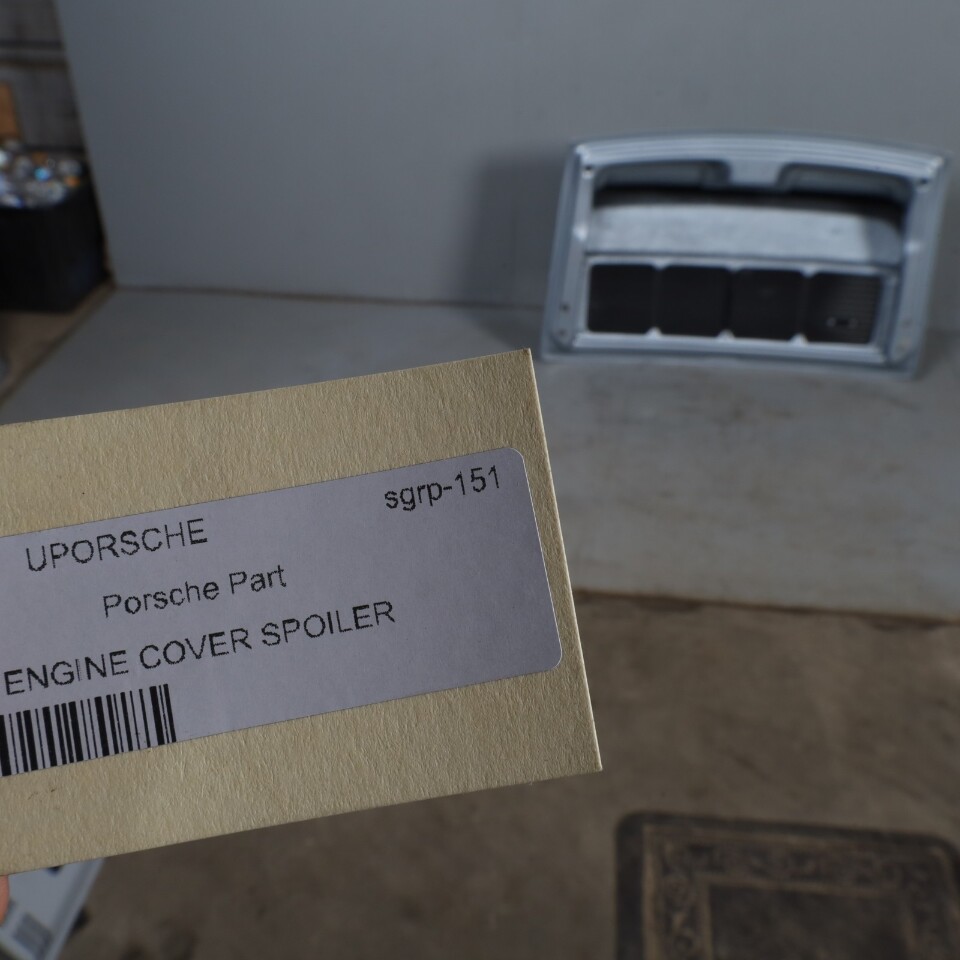 sgrp-151
UPORSCHE
Porsche Part
ENGINE COVER SPOILER